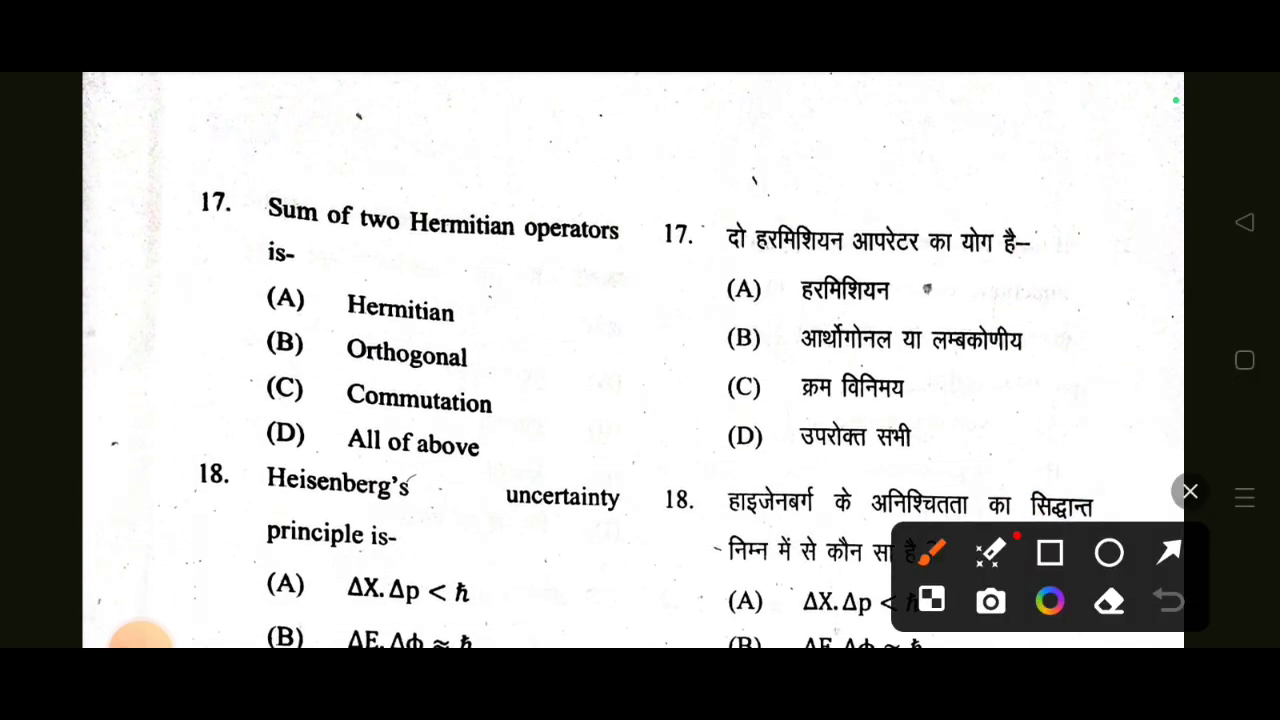 17. Sum of two Hermitian operators
is-
(A) Hermitian
(B) Orthogonal
(C) Commutation
(D) All of above
18. Heisenberg's uncertainty
principle is-
(A) ΔX.Δp < ħ
(B) ΔE.Δϕ ≈ ħ
17. दो हरमिशियन आपरेटर का योग है–
(A) हरमिशियन
(B) आर्थोगोनल या लम्बकोणीय
(C) क्रम विनिमय
(D) उपरोक्त सभी
18. हाइजेनबर्ग के अनिश्चितता का सिद्धान्त
निम्न में से कौन सा है
(A) ΔX.Δp < ħ
(B)